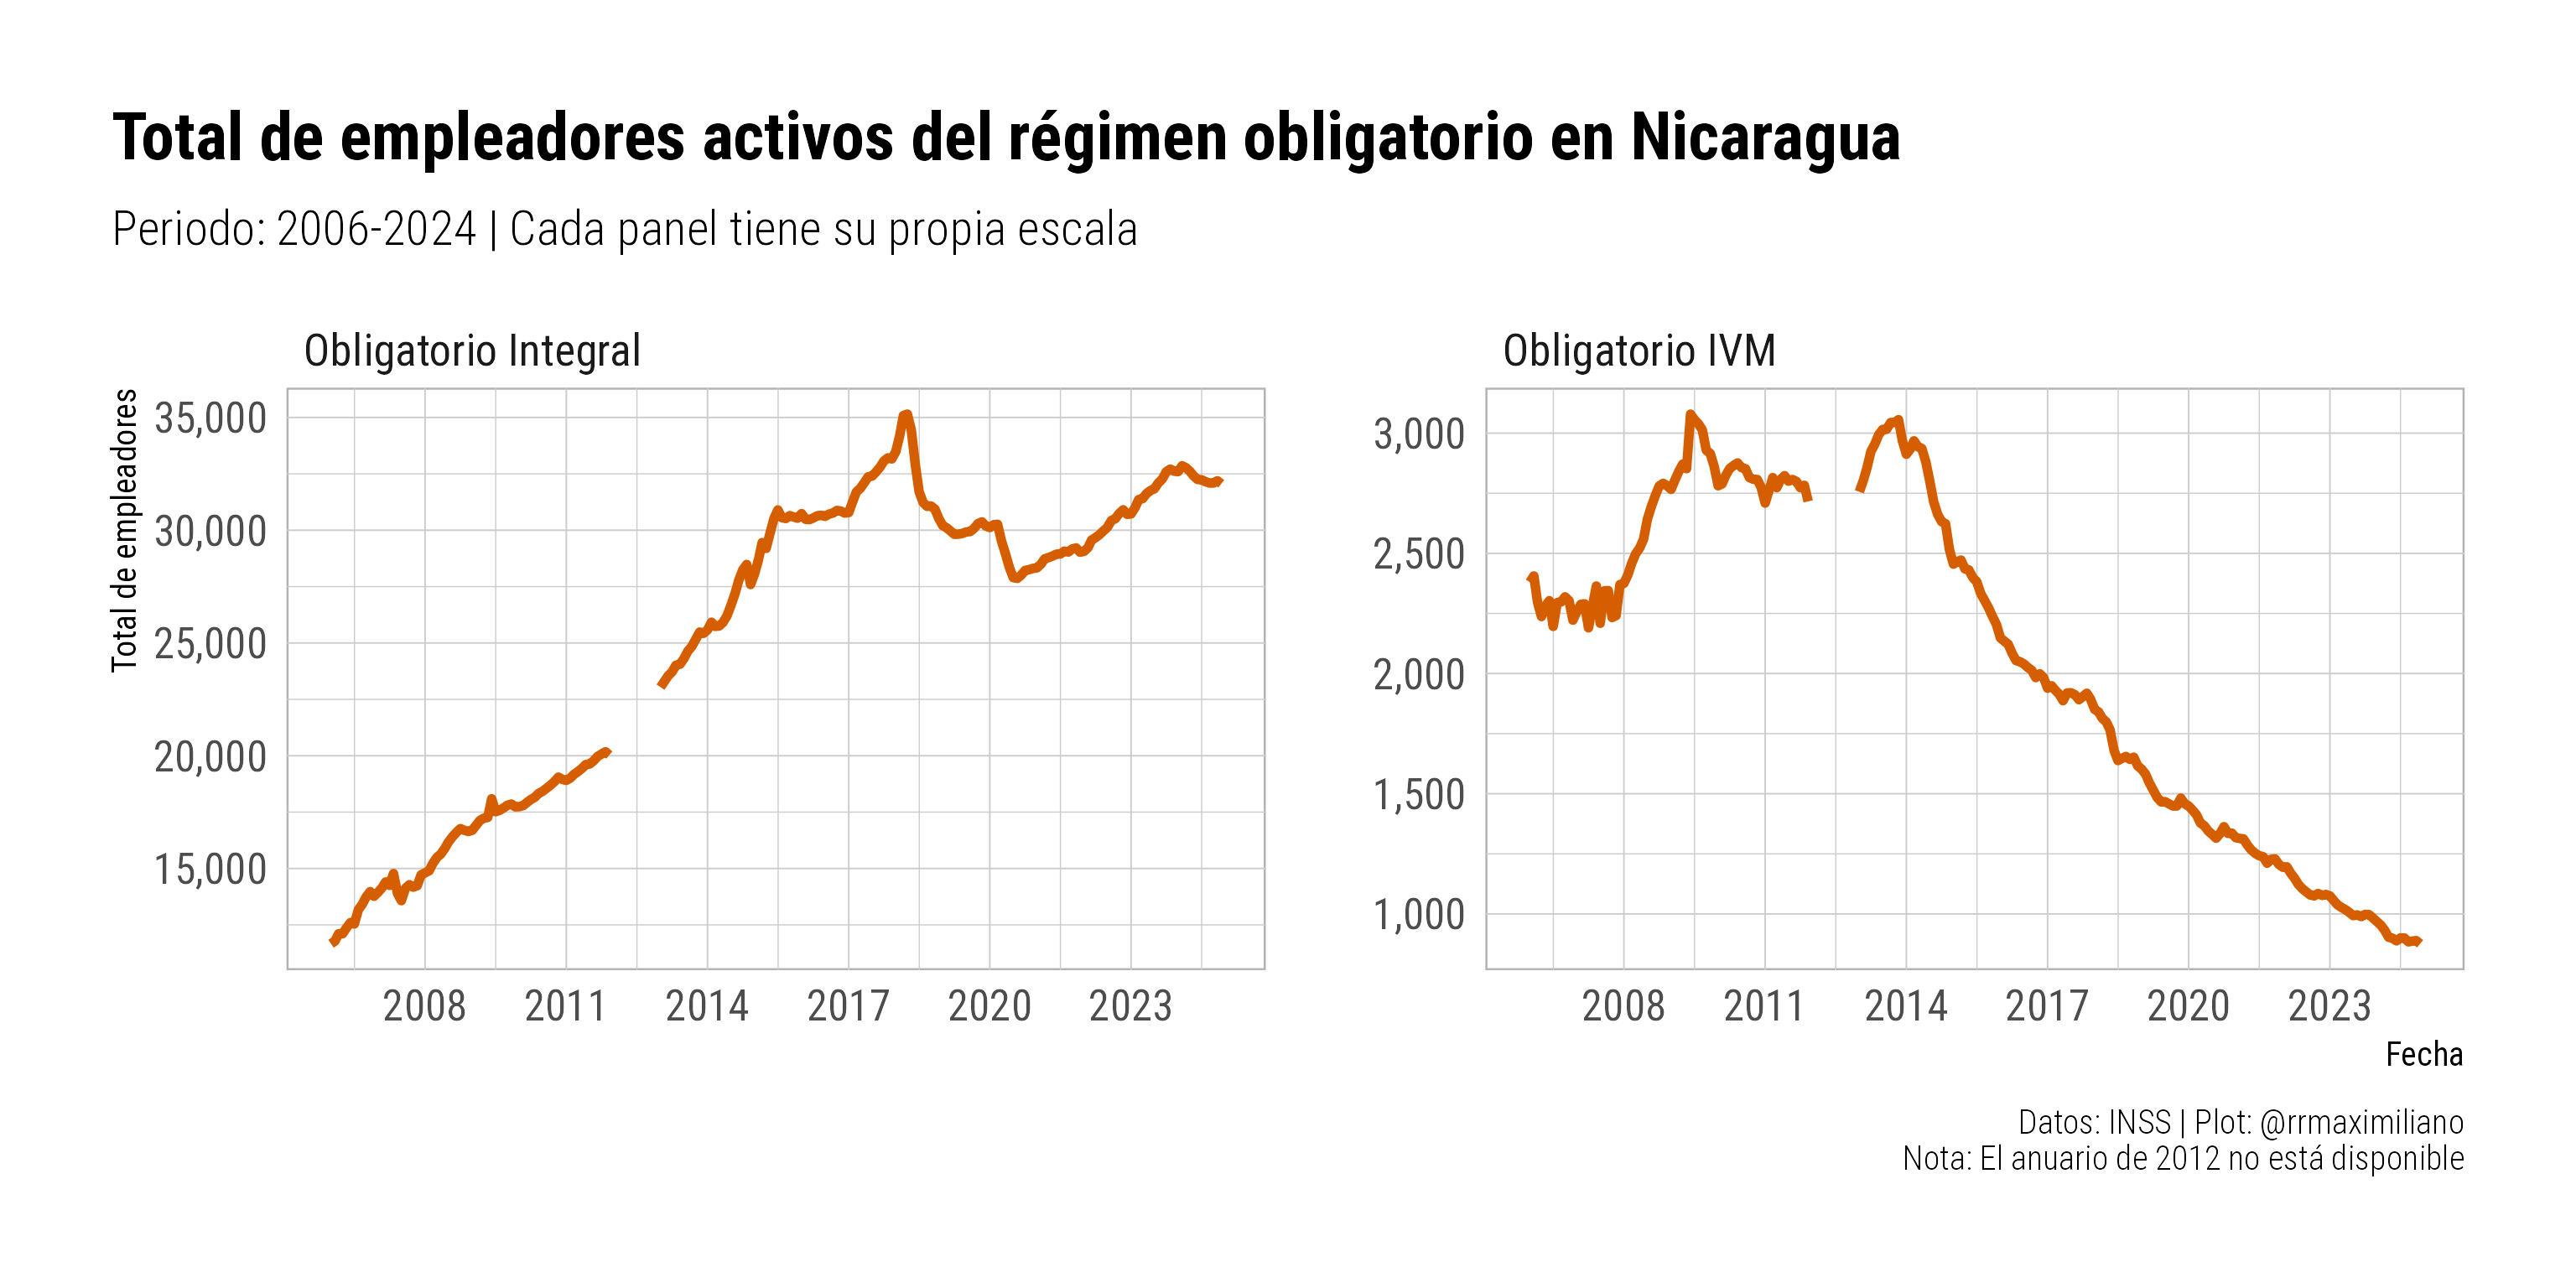 Total de empleadores activos del régimen obligatorio en Nicaragua
Periodo: 2006-2024 | Cada panel tiene su propia escala
Obligatorio Integral
Total de empleadores
35,000
30,000
25,000
20,000
15,000
2008 2011 2014 2017 2020 2023
Obligatorio IVM
3,000
2,500
2,000
1,500
1,000
2008 2011 2014 2017 2020 2023
Fecha
Datos: INSS | Plot: @rrmaximiliano
Nota: El anuario de 2012 no está disponible